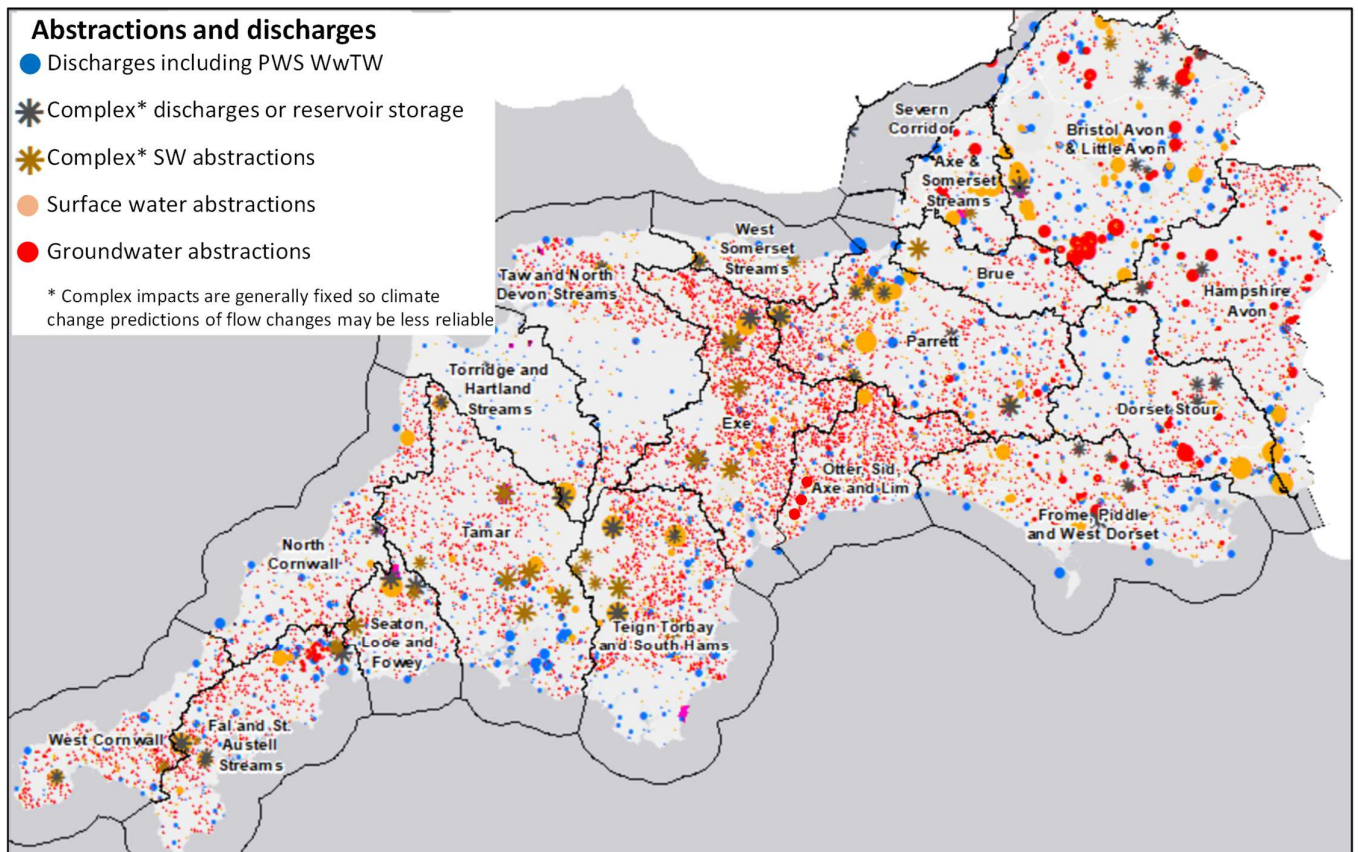 Abstractions and discharges
Discharges including PWS WwTW
Complex* discharges or reservoir storage
Complex* SW abstractions
Surface water abstractions
Groundwater abstractions
* Complex impacts are generally fixed so climate
change predictions of flow changes may be less reliable
Severn
Corridor
Bristol Avon
& Little Avon
Axe &
Somerset
Streams
West
Somerset
Streams
Brue
Taw and North
Devon Streams
Hampshire
Avon
Parrett
Torridge and
Hartland
Streams
Dorset Stour
Exe
Otter, Sid,
Axe and Lim
Frome, Piddle
and West Dorset
Tamar
North
Cornwall
Seaton,
Looe and
Fowey
Teign Torbay
and South Hams
West Cornwall
Fal and St.
Austell
Streams